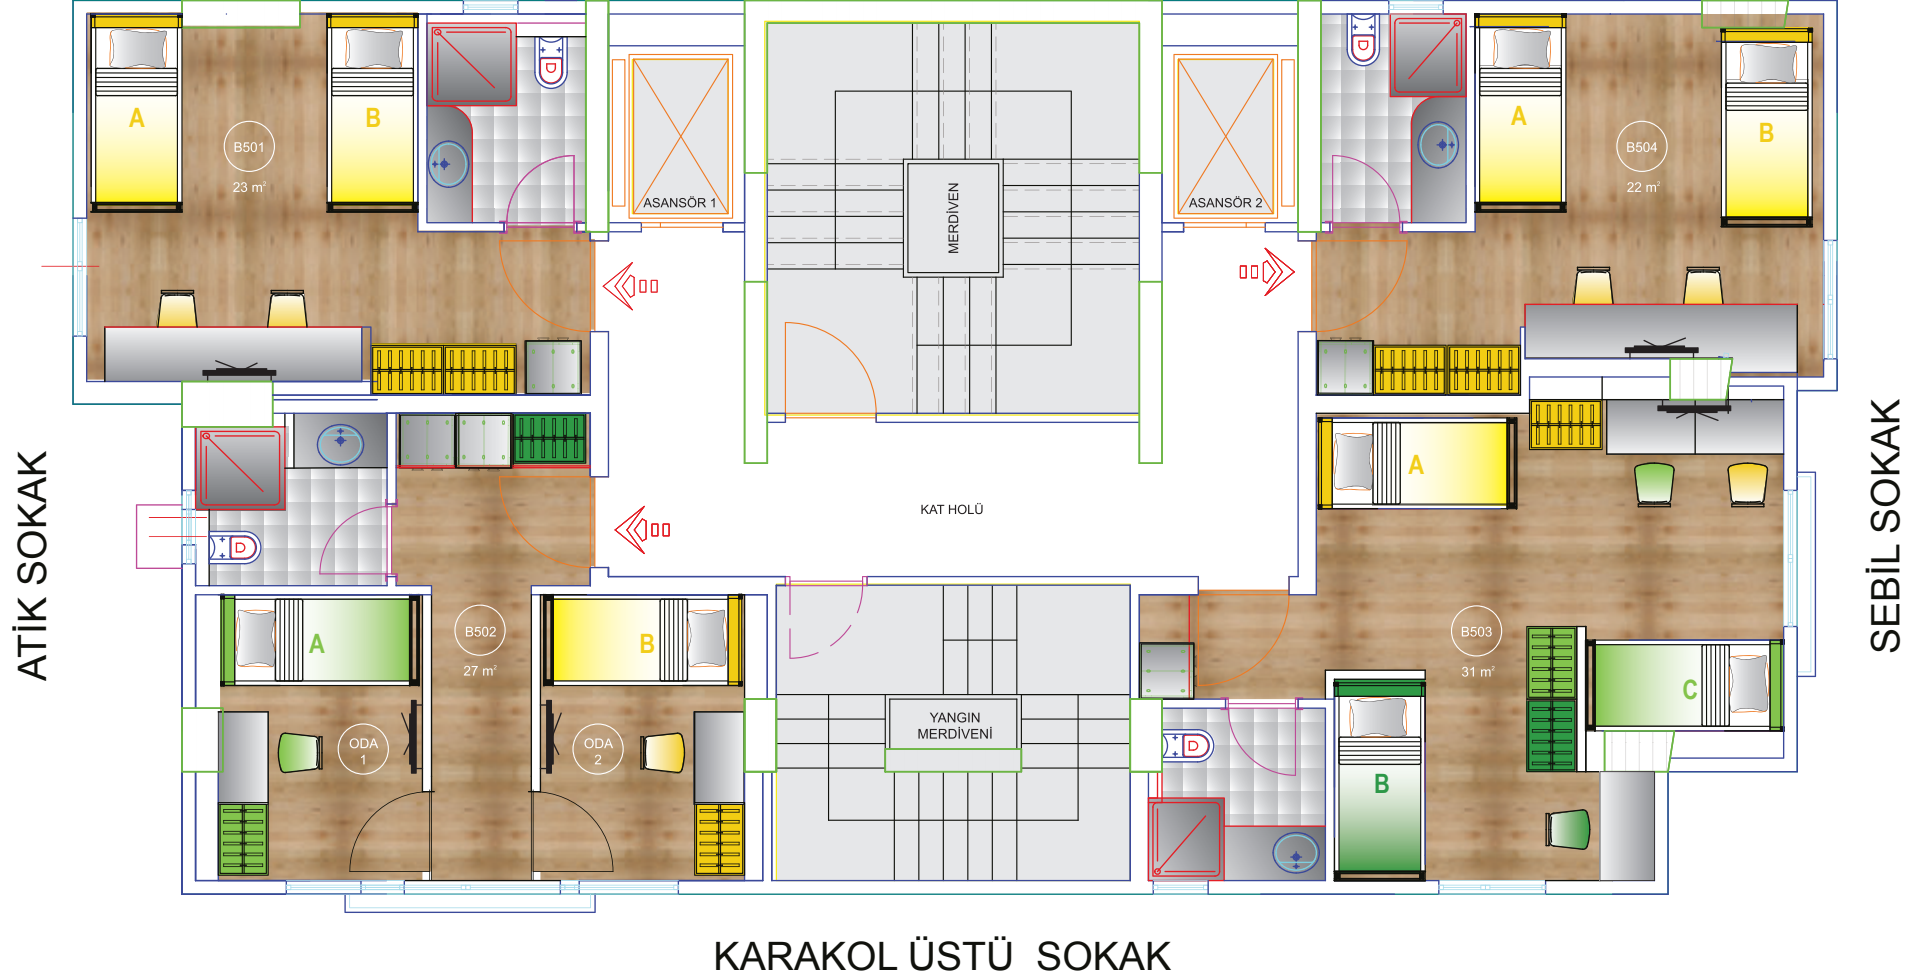 A
B
B501
23 m²
ASANSÖR 1
MERDİVEN
ASANSÖR 2
A
B504
22 m²
B
KAT HOLÜ
A
A
B502
27 m²
B
ODA
1
ODA
2
YANGIN
MERDİVENİ
B503
31 m²
B
C
ATİK SOKAK
SEBİL SOKAK
KARAKOL ÜSTÜ SOKAK